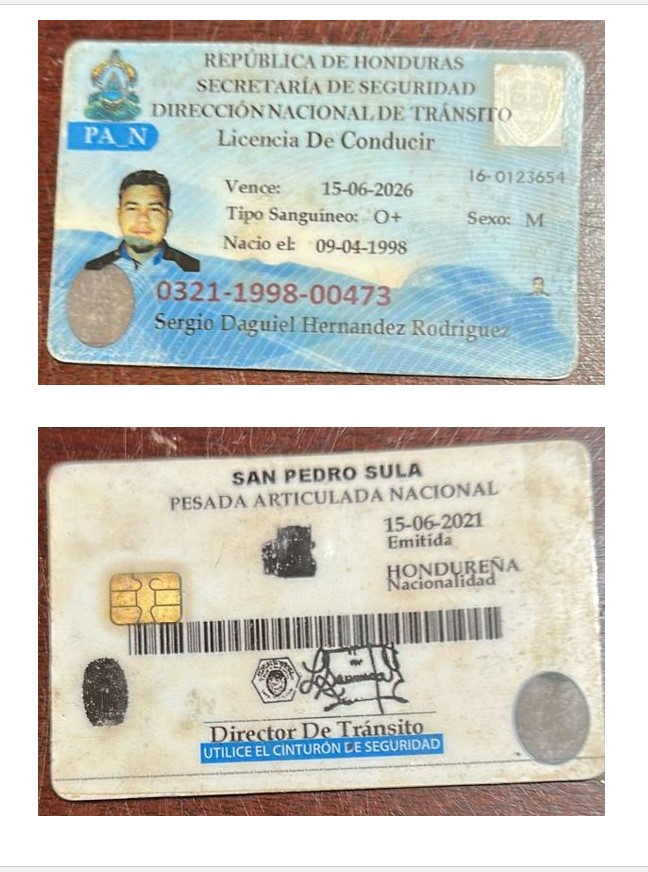 REPÚBLICA DE HONDURAS
SECRETARÍA DE SEGURIDAD
DIRECCIÓN NACIONAL DE TRÁNSITO
PA_N
Licencia De Conducir
16-0123654
Vence: 15-06-2026
Tipo Sanguíneo: O+ Sexo: M
Nacio el: 09-04-1998
0321-1998-00473
Sergio Daguiel Hernandez Rodriguez
SAN PEDRO SULA
PESADA ARTICULADA NACIONAL
15-06-2021
Emitida
HONDUREÑA
Nacionalidad
Director De Tránsito
UTILICE EL CINTURÓN DE SEGURIDAD